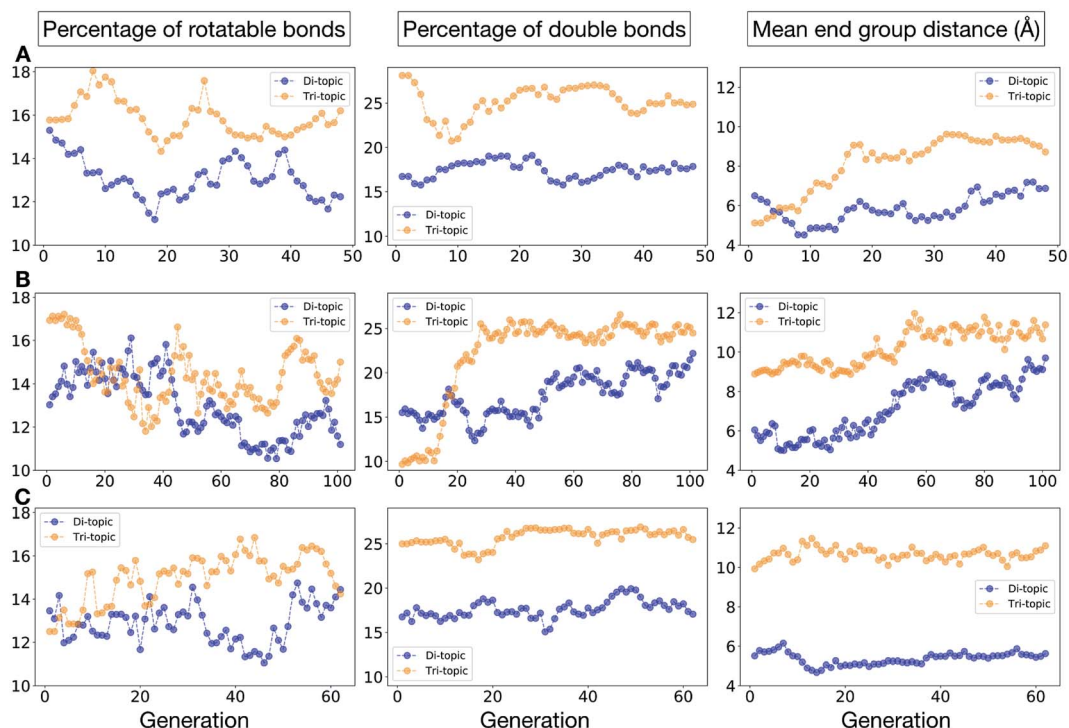 Percentage of rotatable bonds
Percentage of double bonds
Mean end group distance (Å)
A
18
16
14
12
10
0 10 20 30 40 50
Di-topic
Tri-topic
25
20
15
10
0 10 20 30 40 50
Di-topic
Tri-topic
12
10
8
6
4
0 10 20 30 40 50
Di-topic
Tri-topic
B
18
16
14
12
10
0 20 40 60 80 100
Di-topic
Tri-topic
25
20
15
10
0 20 40 60 80 100
Di-topic
Tri-topic
12
10
8
6
4
0 20 40 60 80 100
Di-topic
Tri-topic
C
18
16
14
12
10
0 20 40 60
Di-topic
Tri-topic
Generation
25
20
15
10
0 20 40 60
Di-topic
Tri-topic
Generation
12
10
8
6
4
0 20 40 60
Di-topic
Tri-topic
Generation